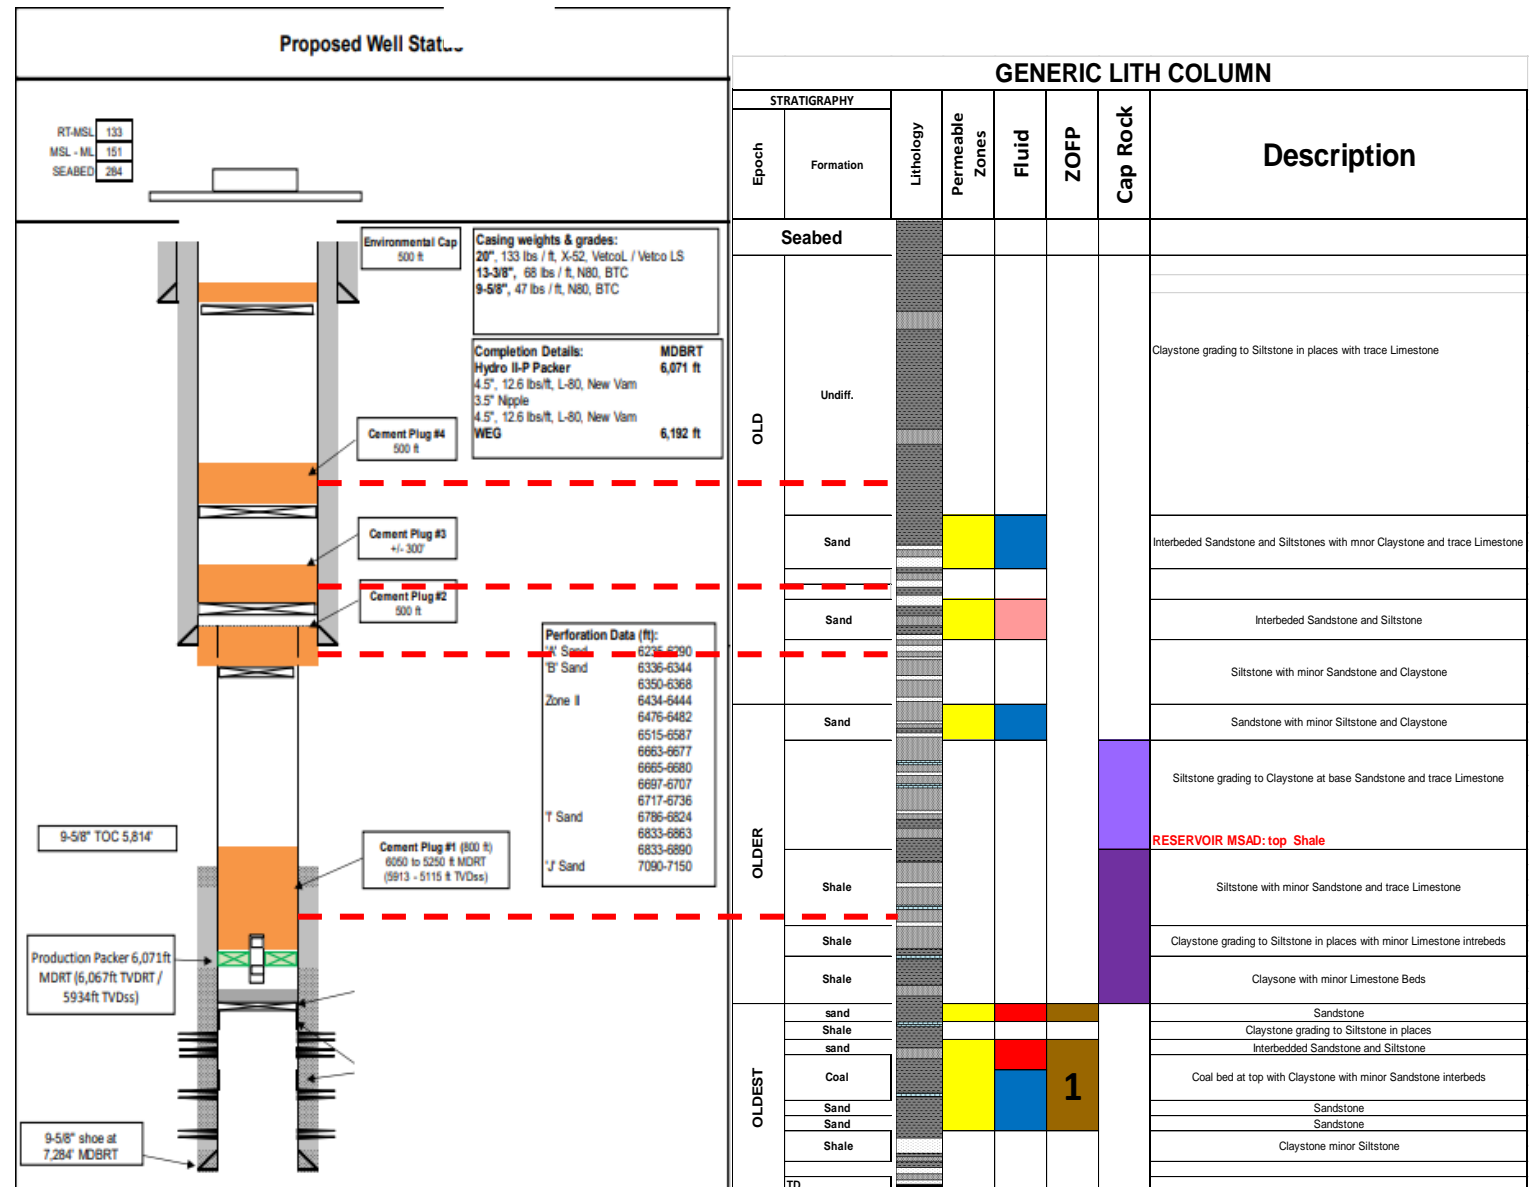 Proposed Well Stat
RT-MSL 133
MSL - ML 151
SEABED 284
Environmental Cap
500 ft
Casing weights & grades:
20", 133 lbs / ft, X-52, VetcoL / Vetco LS
13-3/8", 68 lbs / ft, N80, BTC
9-5/8", 47 lbs / ft, N80, BTC
Completion Details: MDBRT
Hydro II-P Packer 6,071 ft
4.5", 12.6 lbs/ft, L-80, New Vam
3.5" Nipple
4.5", 12.6 lbs/ft, L-80, New Vam
WEG 6,192 ft
Cement Plug #4
500 ft
Cement Plug #3
+/- 300'
Cement Plug #2
500 ft
Perforation Data (ft):
'A' Sand 6235-6290
'B' Sand 6336-6344
6350-6368
Zone II 6434-6444
6476-6482
6515-6587
6663-6677
6665-6680
6697-6707
6717-6736
'I' Sand 6786-6824
6833-6863
6833-6890
'J' Sand 7090-7150
9-5/8" TOC 5,814'
Cement Plug #1 (800 ft)
6050 to 5250 ft MDRT
(5913 - 5115 ft TVDss)
Production Packer 6,071ft
MDRT (6,067ft TVDRT /
5934ft TVDss)
9-5/8" shoe at
7,284' MDBRT
GENERIC LITH COLUMN
STRATIGRAPHY
Epoch
Formation
Lithology
Permeable
Zones
Fluid
ZOFP
Cap Rock
Description
Seabed
OLD
Undiff.
Claystone grading to Siltstone in places with trace Limestone
Sand
Interbeded Sandstone and Siltstones with mnor Claystone and trace Limestone
Sand
Interbeded Sandstone and Siltstone
Siltstone with minor Sandstone and Claystone
OLDER
Sand
Sandstone with minor Siltstone and Claystone
Siltstone grading to Claystone at base Sandstone and trace Limestone
RESERVOIR MSAD: top Shale
Shale
Siltstone with minor Sandstone and trace Limestone
Shale
Claystone grading to Siltstone in places with minor Limestone intrebeds
Shale
Claysone with minor Limestone Beds
OLDEST
sand
Sandstone
Shale
Claystone grading to Siltstone in places
sand
Interbedded Sandstone and Siltstone
Coal
1
Coal bed at top with Claystone with minor Sandstone interbeds
Sand
Sandstone
Sand
Sandstone
Shale
Claystone minor Siltstone
TD